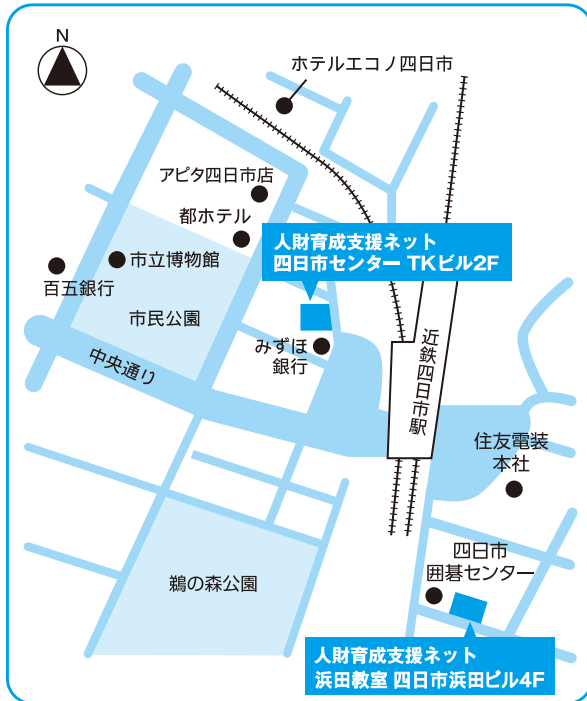 N
ホテルエコノ四日市
アピタ四日市店
都ホテル
人財育成支援ネット
四日市センター TKビル2F
市立博物館
百五銀行
市民公園
みずほ
銀行
中央通り
近鉄四日市駅
住友電装
本社
四日市
囲碁センター
鵜の森公園
人財育成支援ネット
浜田教室 四日市浜田ビル4F